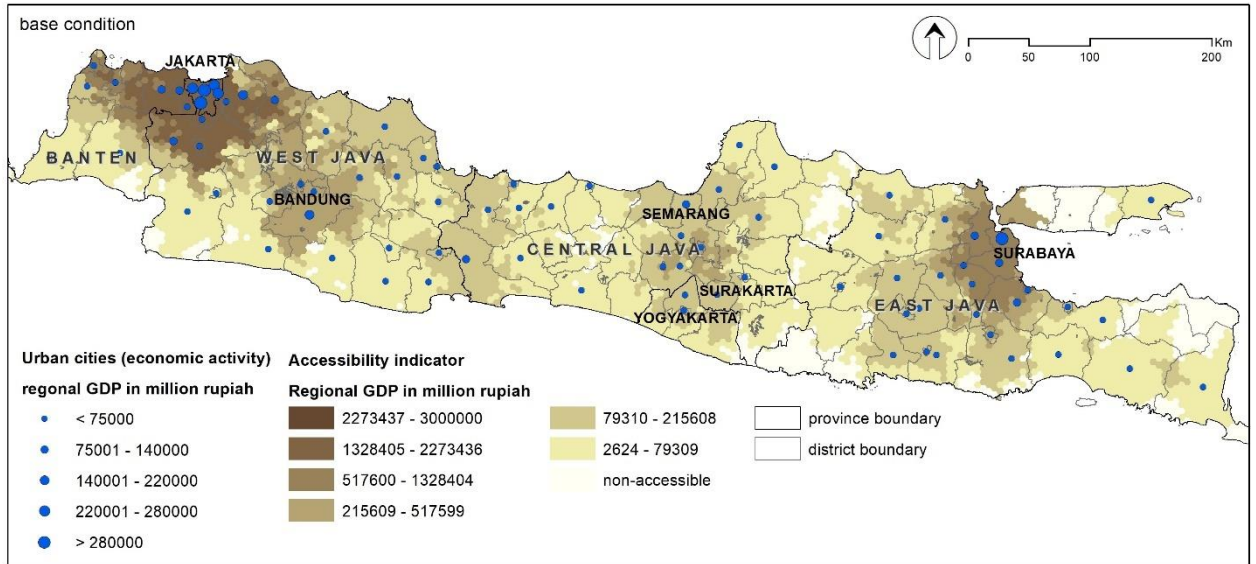 base condition
Km
0 50 100 200
JAKARTA
BANTEN
WEST JAVA
BANDUNG
SEMARANG
CENTRAL JAVA
SURABAYA
SURAKARTA
EAST JAVA
YOGYAKARTA
Urban cities (economic activity)
regional GDP in million rupiah
< 75000
75001 - 140000
140001 - 220000
220001 - 280000
> 280000
Accessibility indicator
Regional GDP in million rupiah
2273437 - 3000000
1328405 - 2273436
517600 - 1328404
215609 - 517599
79310 - 215608
2624 - 79309
non-accessible
province boundary
district boundary